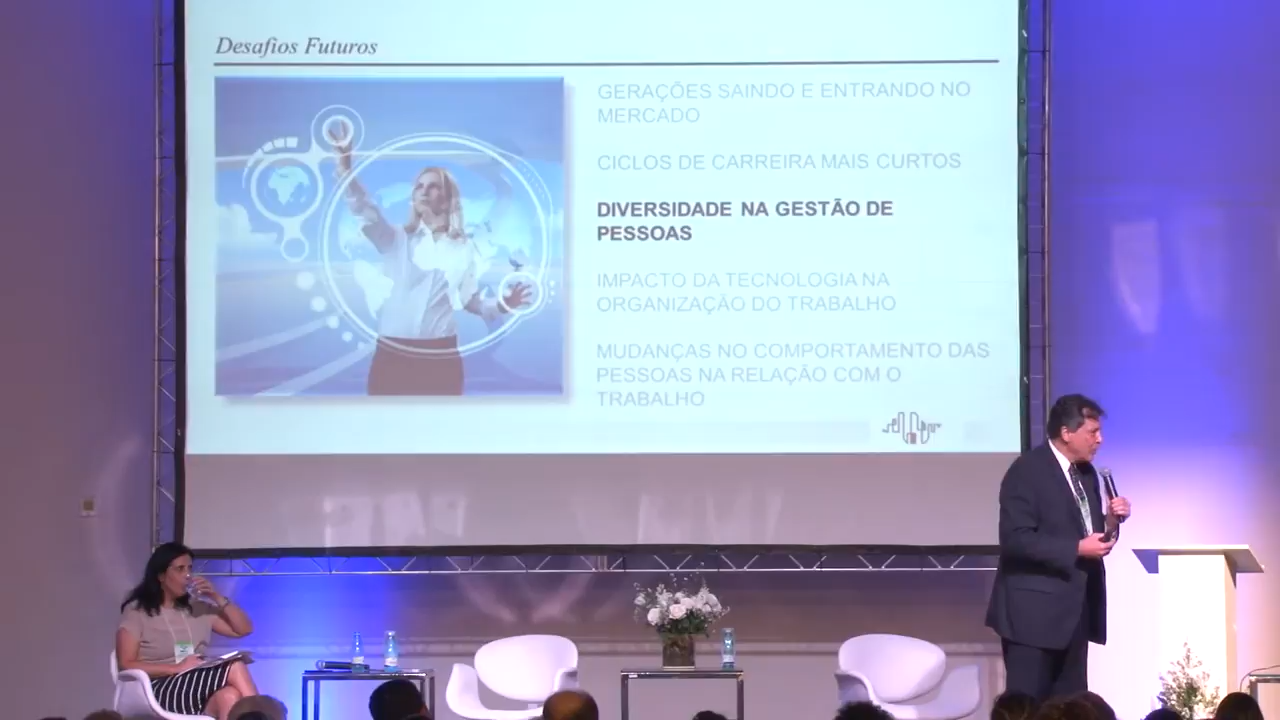 Desafios Futuros
GERAÇÕES SAINDO E ENTRANDO NO
MERCADO
CICLOS DE CARREIRA MAIS CURTOS
DIVERSIDADE NA GESTÃO DE
PESSOAS
IMPACTO DA TECNOLOGIA NA
ORGANIZAÇÃO DO TRABALHO
MUDANÇAS NO COMPORTAMENTO DAS
PESSOAS NA RELAÇÃO COM O
TRABALHO